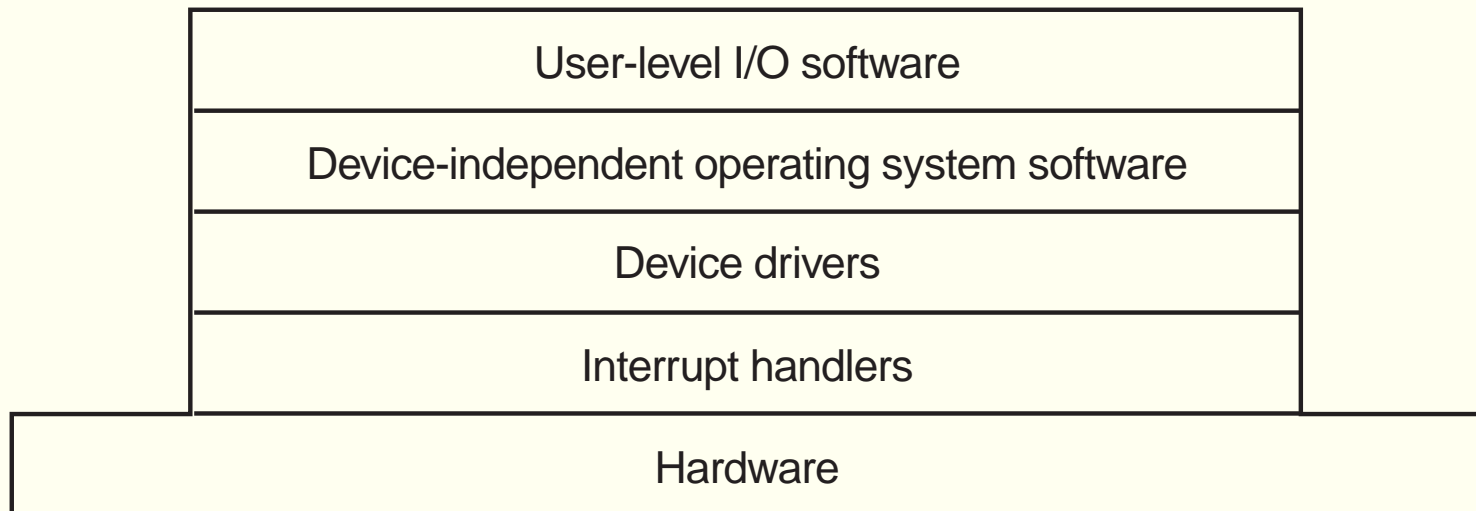 User-level I/O software
Device-independent operating system software
Device drivers
Interrupt handlers
Hardware